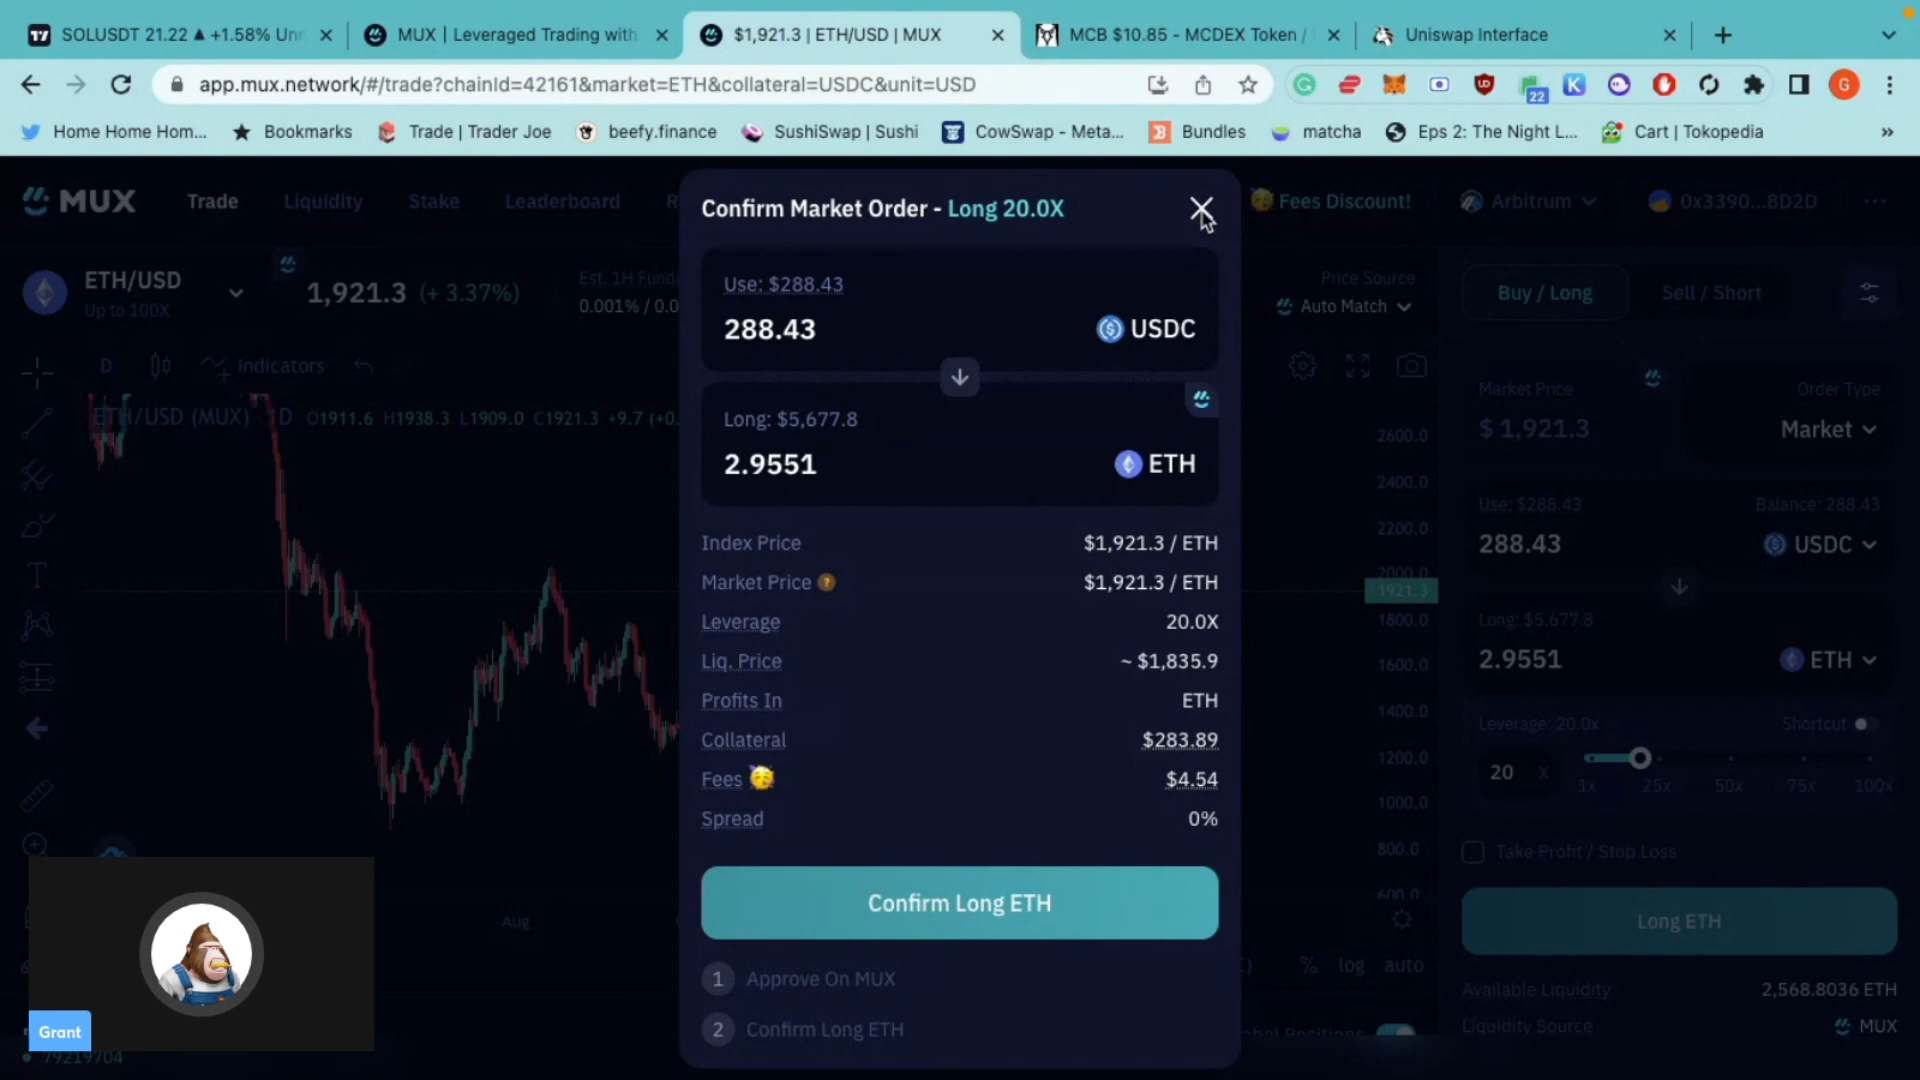 SOLUSDT 21.22 ▲ +1.58% Unn
MUX | Leveraged Trading with
$1,921.3 | ETH/USD | MUX
MCB $10.85 - MCDEX Token /
Uniswap Interface
app.mux.network/#/trade?chainId=42161&market=ETH&collateral=USDC&unit=USD
22
K
G
Home Home Hom...
Bookmarks
Trade | Trader Joe
beefy.finance
SushiSwap | Sushi
CowSwap - Meta...
Bundles
matcha
Eps 2: The Night L...
Cart | Tokopedia
»
MUX
Trade
Liquidity
Stake
Leaderboard
R
Fees Discount!
Arbitrum
0x3390...8D2D
ETH/USD
Up to 100X
1,921.3 (+ 3.37%)
Est. 1H Fund
0.001% / 0.0
Price Source
Auto Match
D
Indicators
ETH/USD (MUX) 1D O1911.6 H1938.3 L1909.0 C1921.3 +9.7 (+0.
2600.0
2400.0
2200.0
2000.0
1921.3
1800.0
1600.0
1400.0
1200.0
1000.0
800.0
600.0
Aug
% log auto
Confirm Market Order - Long 20.0X
Use: $288.43
288.43
USDC
Long: $5,677.8
2.9551
ETH
Index Price
$1,921.3 / ETH
Market Price ?
$1,921.3 / ETH
Leverage
20.0X
Liq. Price
~ $1,835.9
Profits In
ETH
Collateral
$283.89
Fees
$4.54
Spread
0%
Confirm Long ETH
1 Approve On MUX
2 Confirm Long ETH
Buy / Long
Sell / Short
Market Price
Order Type
$ 1,921.3
Market
Use: $288.43
Balance: 288.43
288.43
USDC
Long: $5,677.8
2.9551
ETH
Leverage: 20.0x
Shortcut
20 X
1x 25x 50x 75x 100x
Take Profit / Stop Loss
Long ETH
Available Liquidity
2,568.8036 ETH
Liquidity Source
MUX
Positions
Grant
79219704